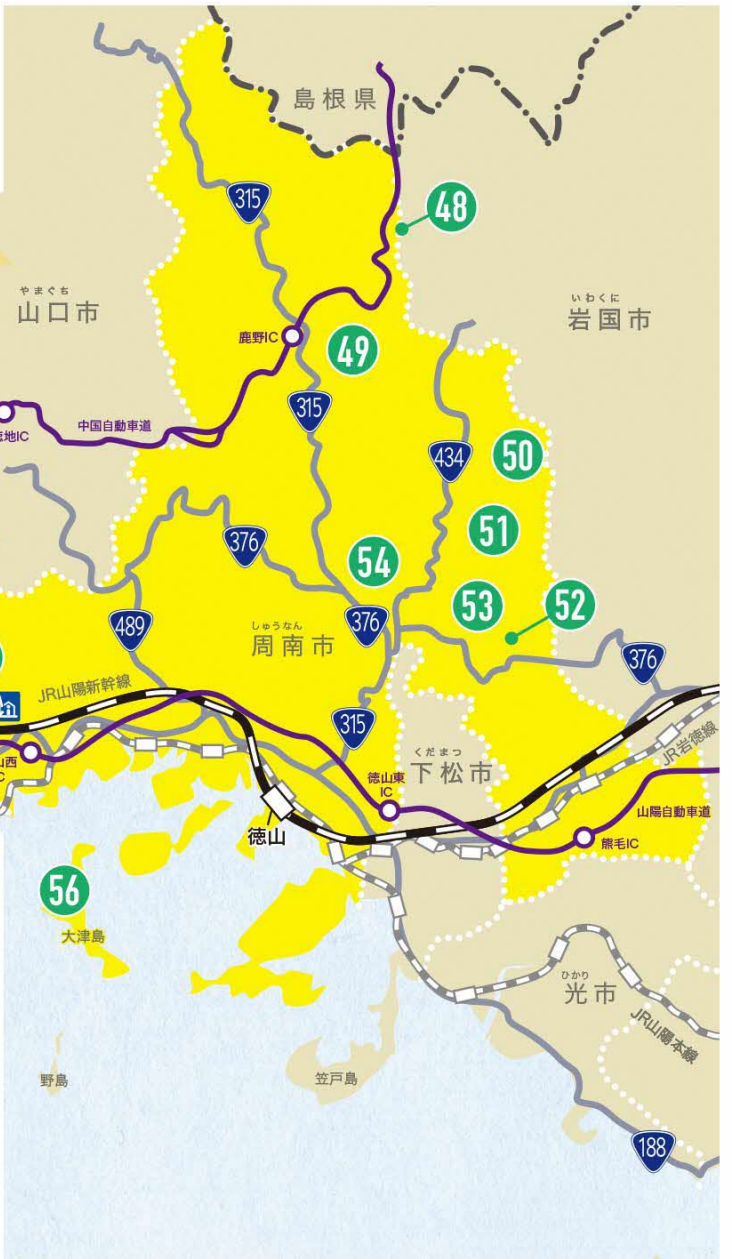 島根県
315
48
やまぐち
山口市
いわくに
岩国市
鹿野IC
49
315
中国自動車道
地IC
434
50
51
376
54
53
52
489
しゅうなん
周南市
376
376
JR山陽新幹線
315
くだまつ
下松市
JR岩徳線
徳山東
IC
山西
C
山陽自動車道
徳山
熊毛IC
56
大津島
ひかり
光市
JR山陽本線
野島
笠戸島
188